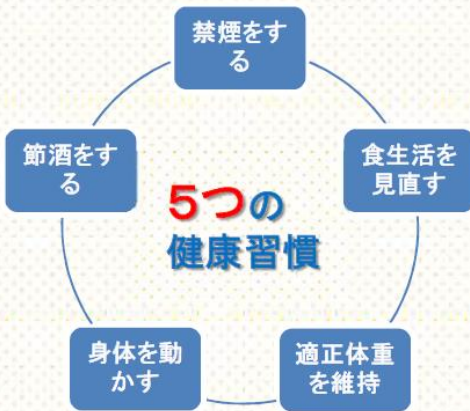 禁煙をす
る
食生活を
見直す
適正体重
を維持
身体を動
かす
節酒をす
る
5つの
健康習慣